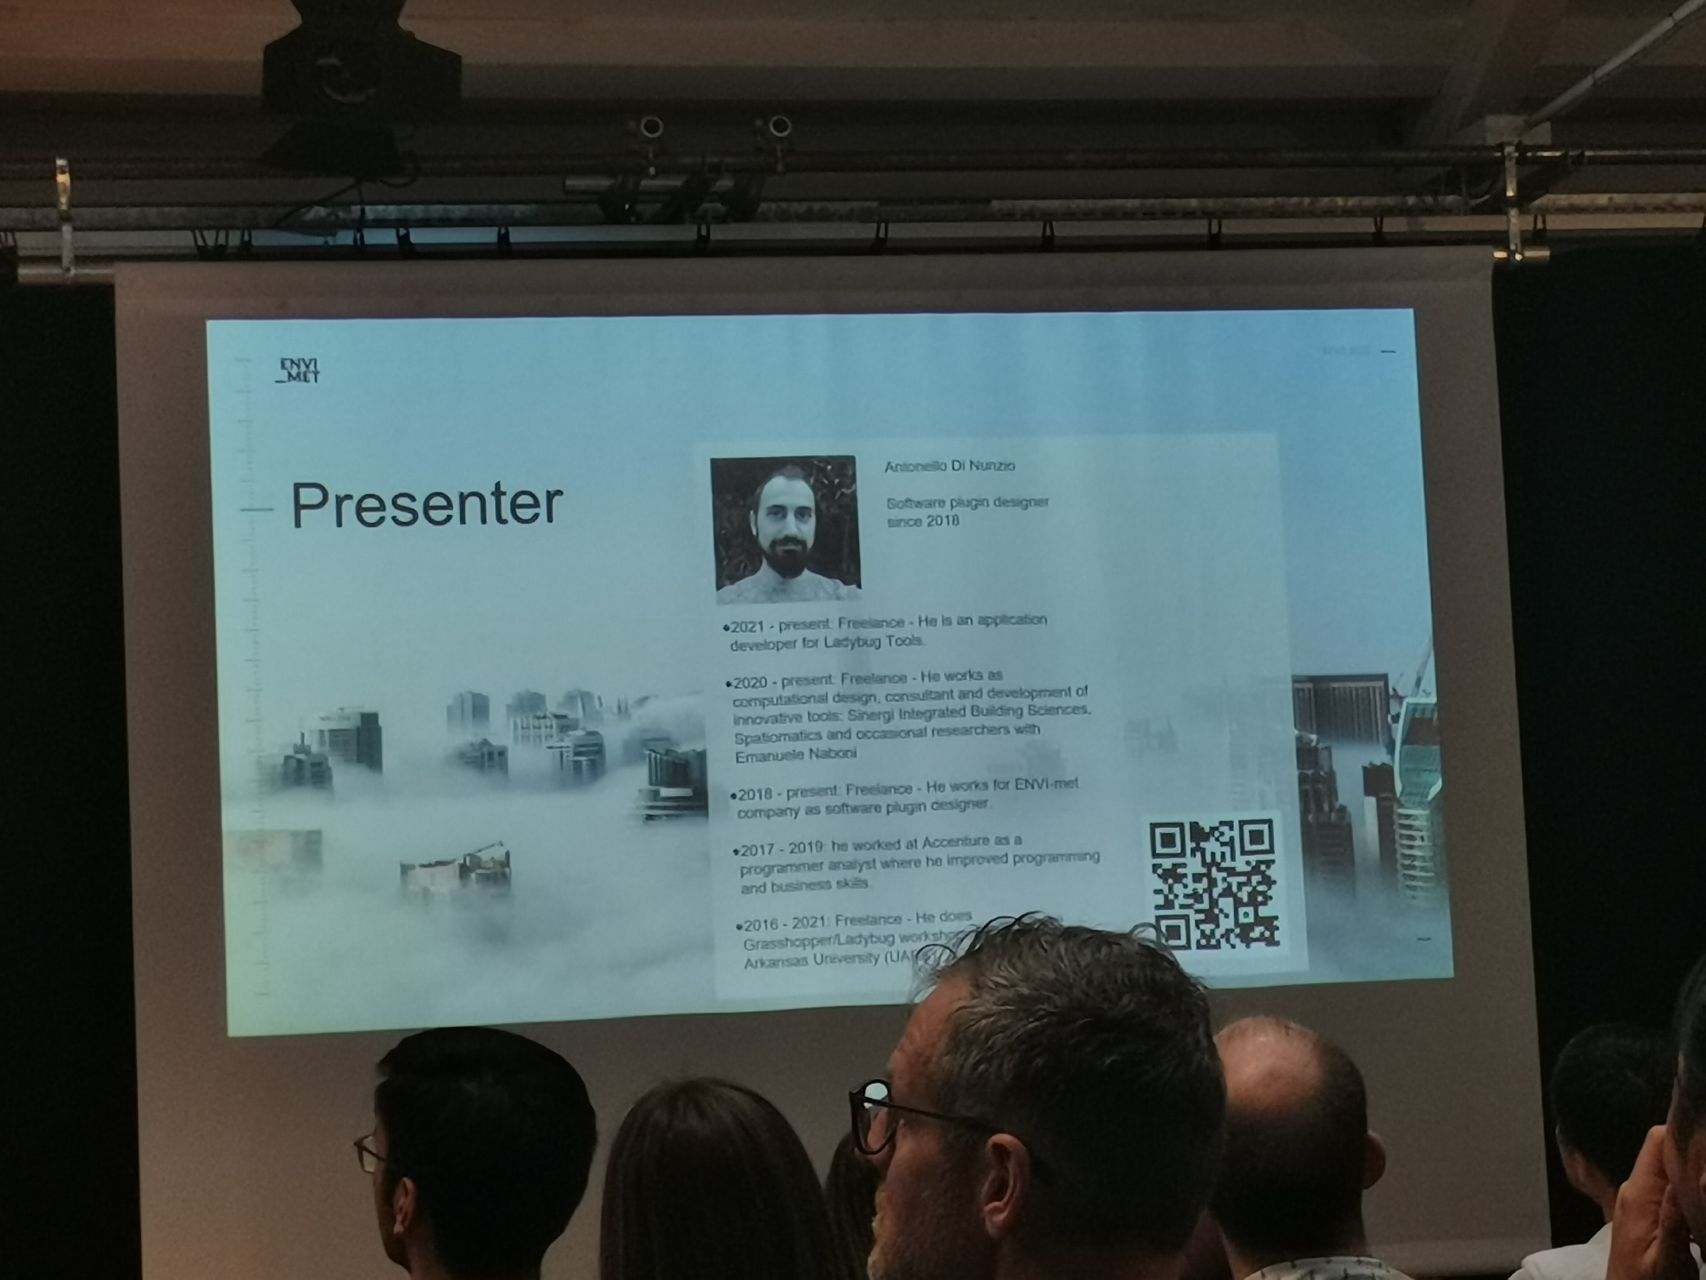 ENVI
_MET
Presenter
Antonello Di Nunzio
Software plugin designer
since 2018
•2021 - present: Freelance - He is an application
developer for Ladybug Tools.
•2020 - present: Freelance - He works as
computational design, consultant and development of
innovative tools: Sinergi Integrated Building Sciences,
Spatiomatics and occasional researchers with
Emanuele Naboni
•2018 - present: Freelance - He works for ENVI-met
company as software plugin designer.
•2017 - 2019: he worked at Accenture as a
programmer analyst where he improved programming
and business skills.
•2016 - 2021: Freelance - He does
Grasshopper/Ladybug
Arkansas University